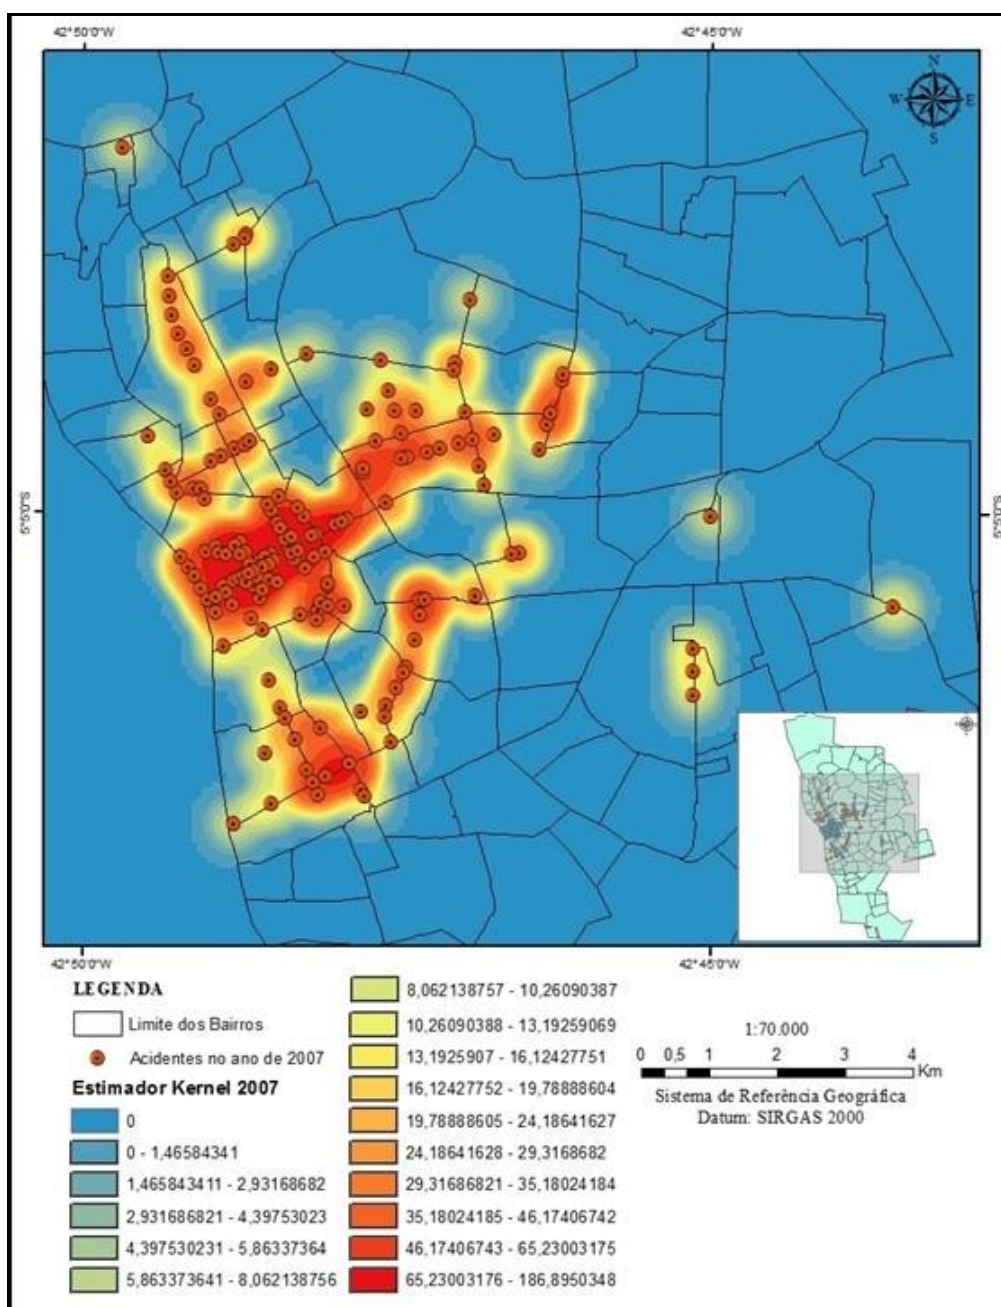 42°50'0"W 42°45'0"W
N
W E
S
5°5'0"S 5°5'0"S
42°50'0"W 42°45'0"W
LEGENDA
Limite dos Bairros
Acidentes no ano de 2007
Estimador Kernel 2007
0
0 - 1,46584341
1,465843411 - 2,93168682
2,931686821 - 4,39753023
4,397530231 - 5,86337364
5,863373641 - 8,062138756
8,062138757 - 10,26090387
10,26090388 - 13,19259069
13,1925907 - 16,12427751
16,12427752 - 19,78888604
19,78888605 - 24,18641627
24,18641628 - 29,3168682
29,31686821 - 35,18024184
35,18024185 - 46,17406742
46,17406743 - 65,23003175
65,23003176 - 186,8950348
1:70.000
0 0,5 1 2 3 4
Km
Sistema de Referência Geográfica
Datum: SIRGAS 2000